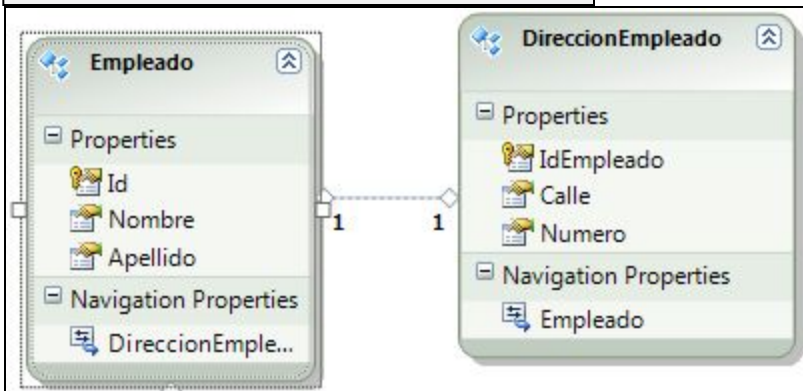 Empleado
Properties
Id
Nombre
Apellido
Navigation Properties
DireccionEmple...
1
1
DireccionEmpleado
Properties
IdEmpleado
Calle
Numero
Navigation Properties
Empleado